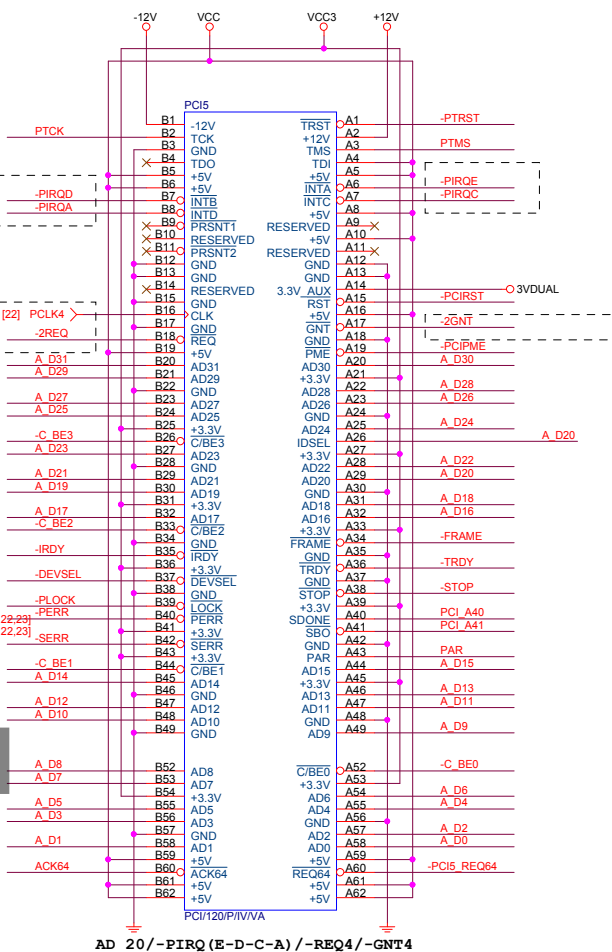 -12V VCC VCC3 +12V
PCI5
B1 -12V TRST A1 -PTRST
PTCK B2 TCK +12V A2
B3 GND TMS A3 PTMS
B4 TDO TDI A4
B5 +5V +5V A5
B6 +5V INTA A6 -PIRQE
-PIRQD B7 INTB INTC A7 -PIRQC
-PIRQA B8 INTD +5V A8
B9 PRSNT1 RESERVED A9
B10 RESERVED +5V A10
B11 PRSNT2 RESERVED A11
B12 GND GND A12
B13 GND GND A13
B14 RESERVED 3.3V_AUX A14 3VDUAL
B15 GND RST A15 -PCIRST
[22] PCLK4 B16 CLK +5V A16
B17 GND GNT A17 -2GNT
-2REQ B18 REQ GND A18
B19 +5V PME A19 -PCIPME
A_D31 B20 AD31 AD30 A20 A_D30
A_D29 B21 AD29 +3.3V A21
B22 GND AD28 A22 A_D28
A_D27 B23 AD27 AD26 A23 A_D26
A_D25 B24 AD25 GND A24
B25 +3.3V AD24 A25 A_D24
-C_BE3 B26 C/BE3 IDSEL A26 A_D20
A_D23 B27 AD23 +3.3V A27
B28 GND AD22 A28 A_D22
A_D21 B29 AD21 AD20 A29 A_D20
A_D19 B30 AD19 GND A30
B31 +3.3V AD18 A31 A_D18
A_D17 B32 AD17 AD16 A32 A_D16
-C_BE2 B33 C/BE2 +3.3V A33
B34 GND FRAME A34 -FRAME
-IRDY B35 IRDY GND A35
B36 +3.3V TRDY A36 -TRDY
-DEVSEL B37 DEVSEL GND A37
B38 GND STOP A38 -STOP
-PLOCK B39 LOCK +3.3V A39
22,23] -PERR B40 PERR SDONE A40 PCI_A40
22,23] B41 +3.3V SBO A41 PCI_A41
-SERR B42 SERR GND A42
B43 +3.3V PAR A43 PAR
-C_BE1 B44 C/BE1 AD15 A44 A_D15
A_D14 B45 AD14 +3.3V A45
B46 GND AD13 A46 A_D13
A_D12 B47 AD12 AD11 A47 A_D11
A_D10 B48 AD10 GND A48
B49 GND AD9 A49 A_D9
A_D8 B52 AD8 C/BE0 A52 -C_BE0
A_D7 B53 AD7 +3.3V A53
B54 +3.3V AD6 A54 A_D6
A_D5 B55 AD5 AD4 A55 A_D4
A_D3 B56 AD3 GND A56
B57 GND AD2 A57 A_D2
A_D1 B58 AD1 AD0 A58 A_D0
B59 +5V +5V A59
ACK64 B60 ACK64 REQ64 A60 -PCI5_REQ64
B61 +5V +5V A61
B62 +5V +5V A62
PCI/120/P/IV/VA
AD 20/-PIRQ(E-D-C-A)/-REQ4/-GNT4